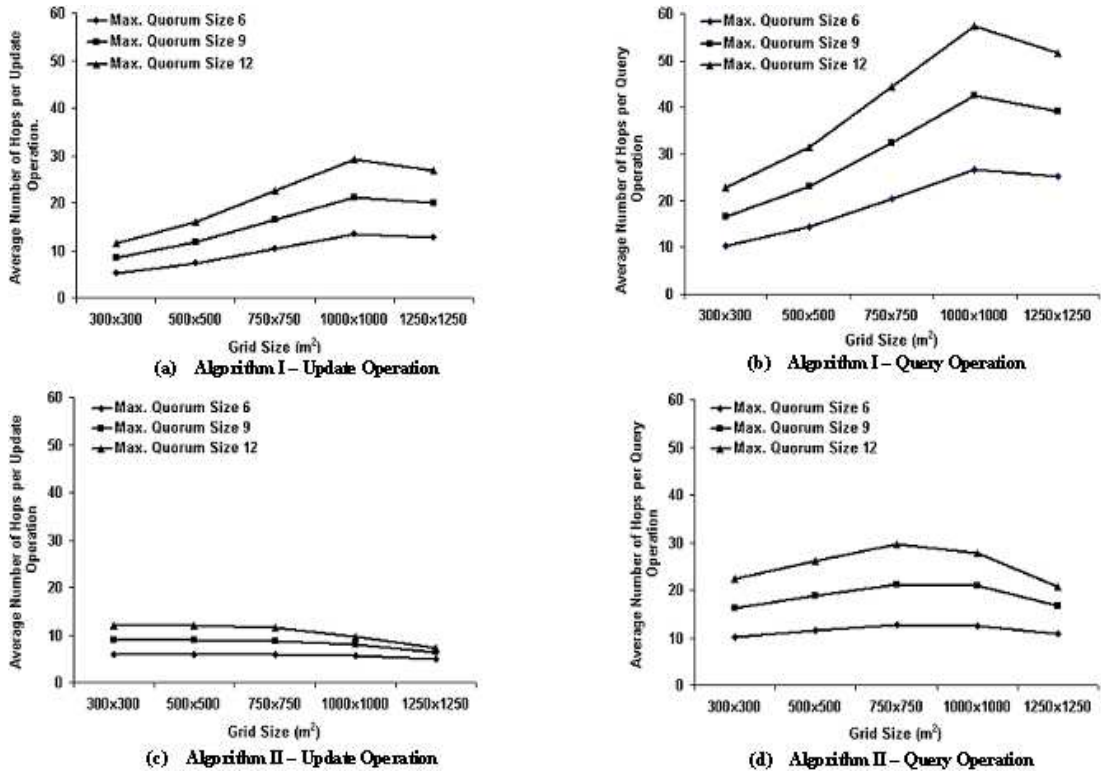 Average Number of Hops per Update
Operation.
60
50
40
30
20
10
0
Max. Quorum Size 6
Max. Quorum Size 9
Max. Quorum Size 12
300x300 500x500 750x750 1000x1000 1250x1250
Grid Size (m²)
(a) Algorithm I – Update Operation
Average Number of Hops per Query
Operation
60
50
40
30
20
10
0
Max. Quorum Size 6
Max. Quorum Size 9
Max. Quorum Size 12
300x300 500x500 750x750 1000x1000 1250x1250
Grid Size (m²)
(b) Algorithm I – Query Operation
Average Number of Hops per Update
Operation
60
50
40
30
20
10
0
Max. Quorum Size 6
Max. Quorum Size 9
Max. Quorum Size 12
300x300 500x500 750x750 1000x1000 1250x1250
Grid Size (m²)
(c) Algorithm II – Update Operation
Average Number of Hops per Query
Operation
60
50
40
30
20
10
0
Max. Quorum Size 6
Max. Quorum Size 9
Max. Quorum Size 12
300x300 500x500 750x750 1000x1000 1250x1250
Grid Size (m²)
(d) Algorithm II – Query Operation